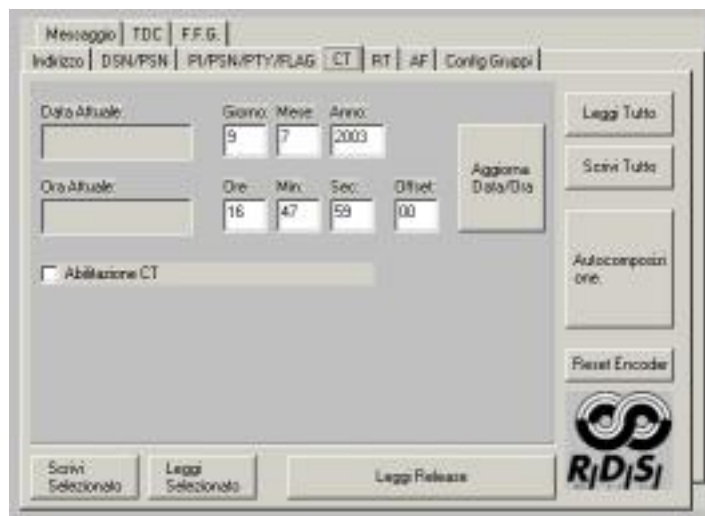 Messaggio TDC F.F.G.
Indirizzo DSN/PSN PI/PSN/PTY/FLAG CT RT AF Config Gruppi
Data Attuale: Giorno: Mese: Anno:
9 7 2003
Aggiorna
Data/Ora
Ora Attuale: Ore: Min: Sec: Offset:
16 47 59 00
Abilitazione CT
Leggi Tutto
Scrivi Tutto
Autocomposizi
one.
Reset Encoder
R|D|S|
Scrivi
Selezionato
Leggi
Selezionato
Leggi Release